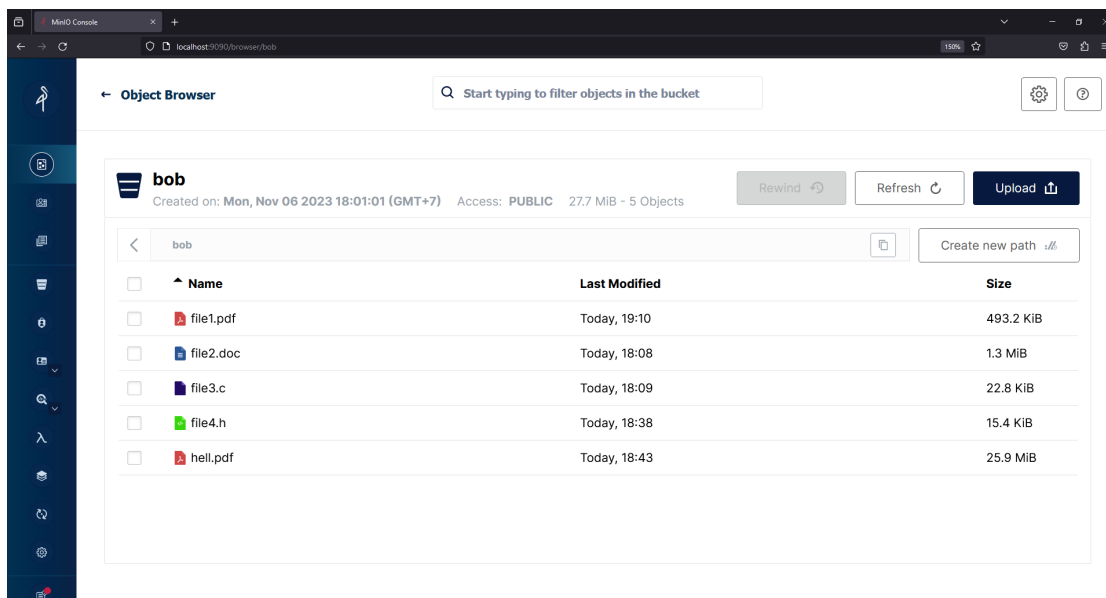 MinIO Console
localhost:9090/browser/bob
150%
Object Browser
Start typing to filter objects in the bucket
bob
Created on: Mon, Nov 06 2023 18:01:01 (GMT+7) Access: PUBLIC 27.7 MiB - 5 Objects
Rewind
Refresh
Upload
bob
Create new path
Name Last Modified Size
file1.pdf Today, 19:10 493.2 KiB
file2.doc Today, 18:08 1.3 MiB
file3.c Today, 18:09 22.8 KiB
file4.h Today, 18:38 15.4 KiB
hell.pdf Today, 18:43 25.9 MiB